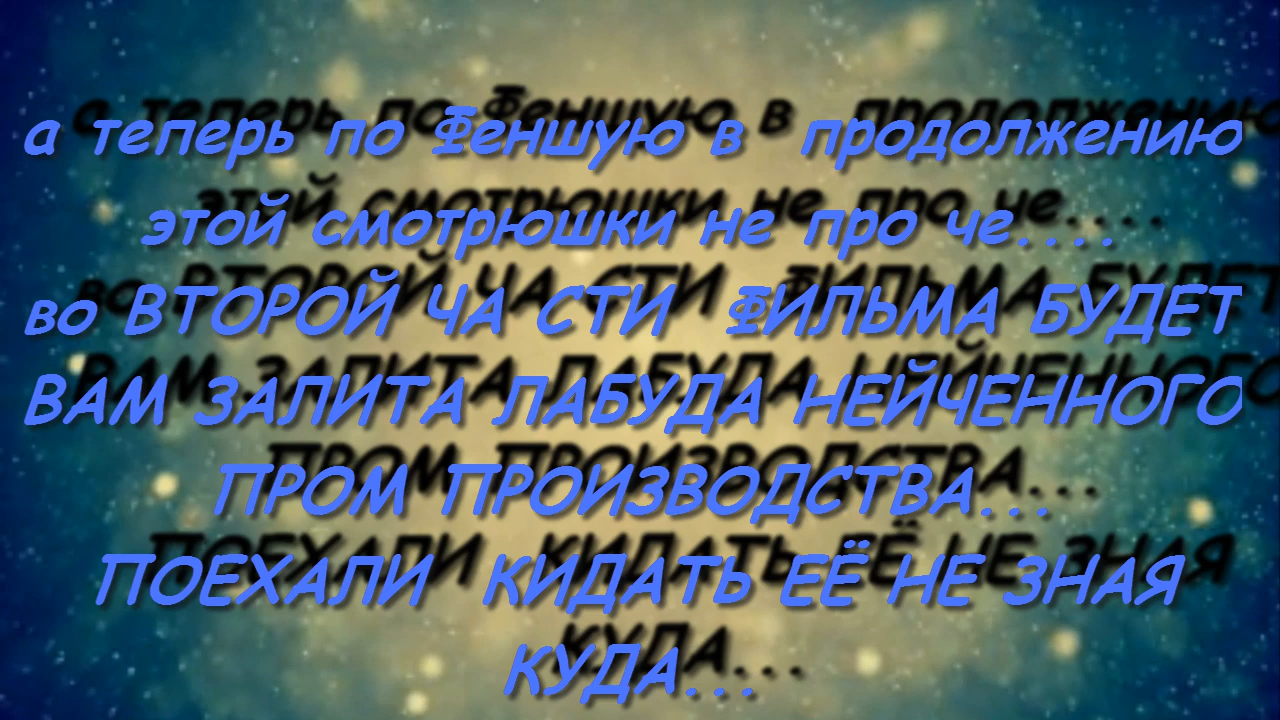 а теперь по Феншую в продолжению
этой смотрюшки не про че....
во ВТОРОЙ ЧА СТИ ФИЛЬМА БУДЕТ
ВАМ ЗАЛИТА ЛАБУДА НЕЙЧЕННОГО
ПРОМ ПРОИЗВОДСТВА...
ПОЕХАЛИ КИДАТЬ ЕЁ НЕ ЗНАЯ
КУДА...